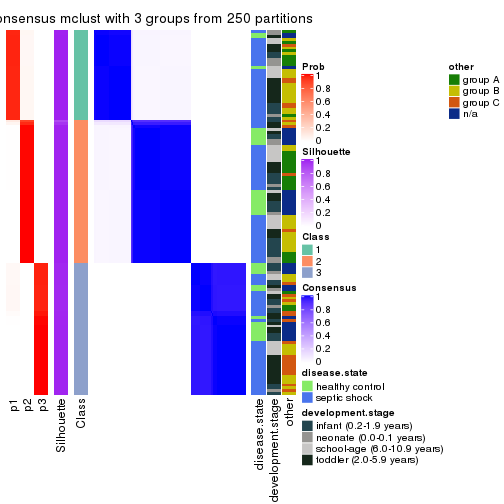 onsensus mclust with 3 groups from 250 partitions
Prob
1
0.8
0.6
0.4
0.2
0
Silhouette
1
0.8
0.6
0.4
0.2
0
Class
1
2
3
Consensus
1
0.8
0.6
0.4
0.2
0
disease.state
healthy control
septic shock
development.stage
infant (0.2-1.9 years)
neonate (0.0-0.1 years)
school-age (6.0-10.9 years)
toddler (2.0-5.9 years)
other
group A
group B
group C
n/a
p1
p2
p3
Silhouette
Class
disease.state
development.stage
other